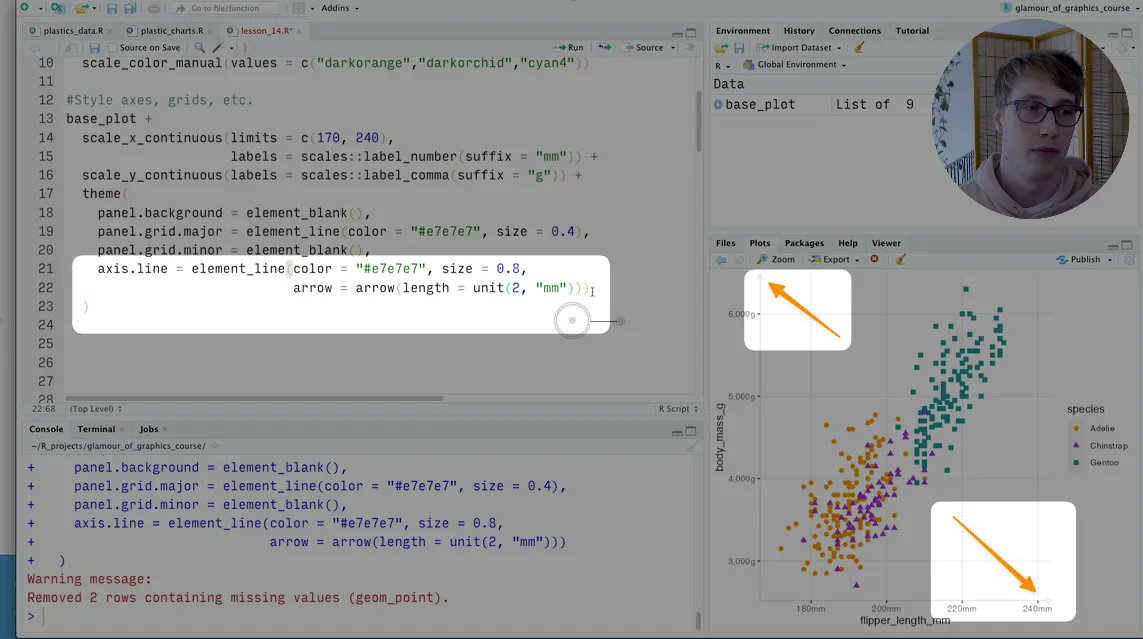 Go to file/function
Addins
glamour_of_graphics_course
plastics_data.R
plastic_charts.R
lesson_14.R*
Source on Save
Run
Source
10 scale_color_manual(values = c("darkorange","darkorchid","cyan4"))
11
12 #Style axes, grids, etc.
13 base_plot +
14 scale_x_continuous(limits = c(170, 240),
15 labels = scales::label_number(suffix = "mm")) +
16 scale_y_continuous(labels = scales::label_comma(suffix = "g")) +
17 theme(
18 panel.background = element_blank(),
19 panel.grid.major = element_line(color = "#e7e7e7", size = 0.4),
20 panel.grid.minor = element_blank(),
21 axis.line = element_line(color = "#e7e7e7", size = 0.8,
22 arrow = arrow(length = unit(2, "mm")))
23 )
24
25
26
27
28
22:68 (Top Level) R Script
Console Terminal Jobs
~/R_projects/glamour_of_graphics_course/
+ panel.background = element_blank(),
+ panel.grid.major = element_line(color = "#e7e7e7", size = 0.4),
+ panel.grid.minor = element_blank(),
+ axis.line = element_line(color = "#e7e7e7", size = 0.8,
+ arrow = arrow(length = unit(2, "mm")))
+ )
Warning message:
Removed 2 rows containing missing values (geom_point).
>
Environment History Connections Tutorial
Import Dataset
R Global Environment
Data
base_plot List of 9
Files Plots Packages Help Viewer
Zoom Export Publish
6,000g
5,000g
4,000g
3,000g
body_mass_g
180mm 200mm 220mm 240mm
flipper_length_mm
species
Adelie
Chinstrap
Gentoo